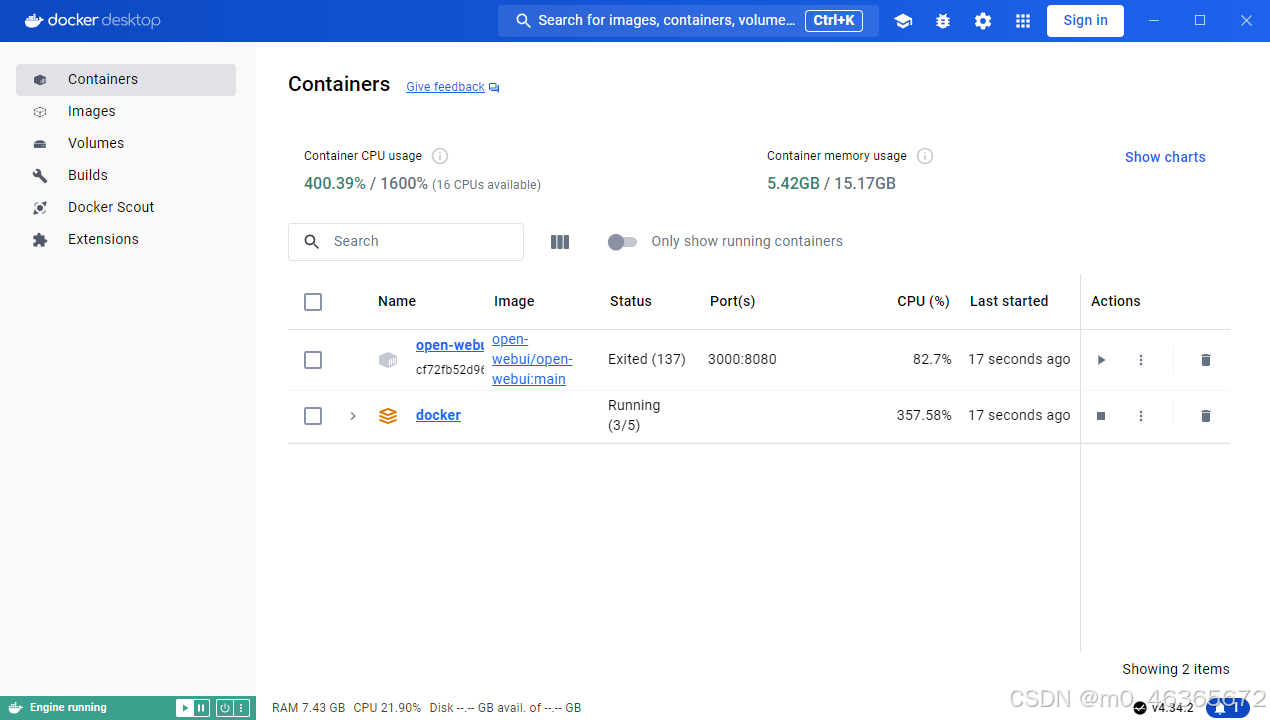 docker desktop
Search for images, containers, volume... Ctrl+K
Sign in
Containers
Images
Volumes
Builds
Docker Scout
Extensions
Containers
Give feedback
Container CPU usage
400.39% / 1600% (16 CPUs available)
Container memory usage
5.42GB / 15.17GB
Show charts
Search
Only show running containers
Name Image Status Port(s) CPU (%) Last started Actions
open-webu
cf72fb52d96
open-
webui/open-
webui:main
Exited (137) 3000:8080 82.7% 17 seconds ago
docker
Running
(3/5)
357.58% 17 seconds ago
Showing 2 items
Engine running
RAM 7.43 GB CPU 21.90% Disk --.-- GB avail. of --.-- GB
v4.34.2
1
CSDN @m0_46365672